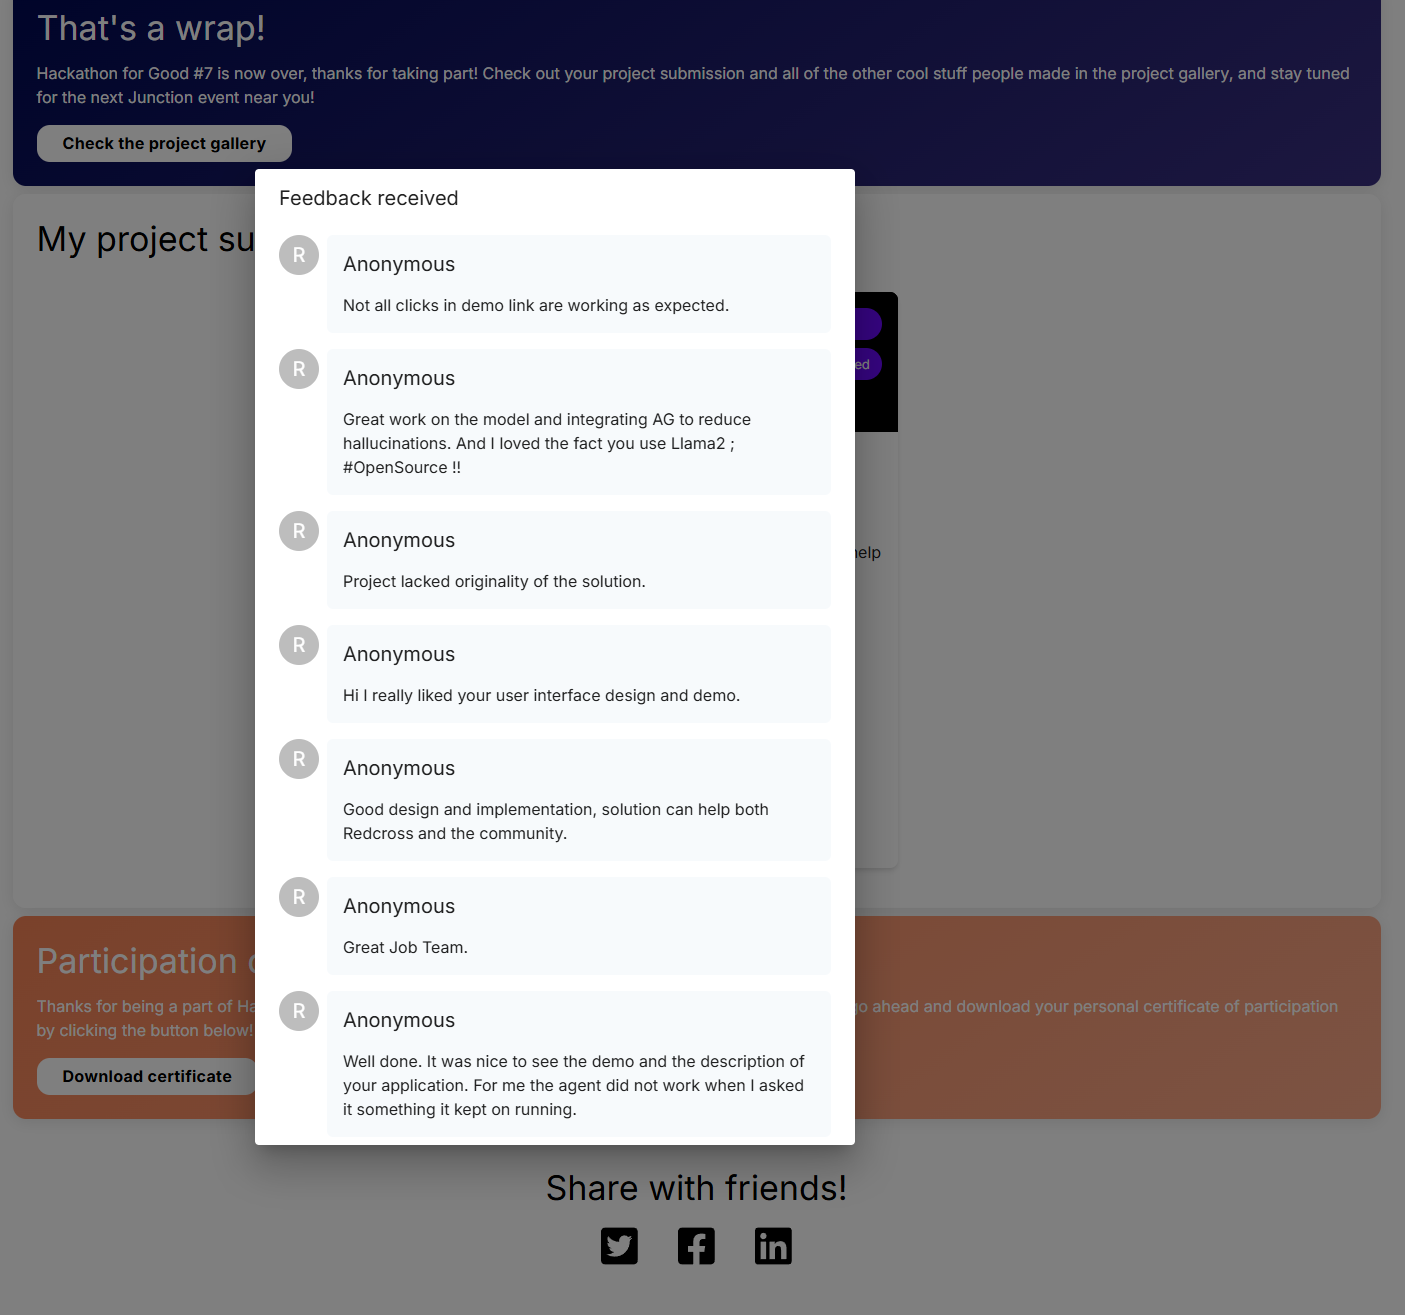 That's a wrap!
Hackathon for Good #7 is now over, thanks for taking part! Check out your project submission and all of the other cool stuff people made in the project gallery, and stay tuned
for the next Junction event near you!
Check the project gallery
Feedback received
My project su
R
Anonymous
Not all clicks in demo link are working as expected.
R
Anonymous
ed
Great work on the model and integrating AG to reduce
hallucinations. And I loved the fact you use Llama2 ;
#OpenSource !!
R
Anonymous
help
Project lacked originality of the solution.
R
Anonymous
Hi I really liked your user interface design and demo.
R
Anonymous
Good design and implementation, solution can help both
Redcross and the community.
R
Anonymous
Great Job Team.
Participation
R
Anonymous
Thanks for being a part of Ha
go ahead and download your personal certificate of participation
by clicking the button below!
Well done. It was nice to see the demo and the description of
your application. For me the agent did not work when I asked
it something it kept on running.
Download certificate
Share with friends!